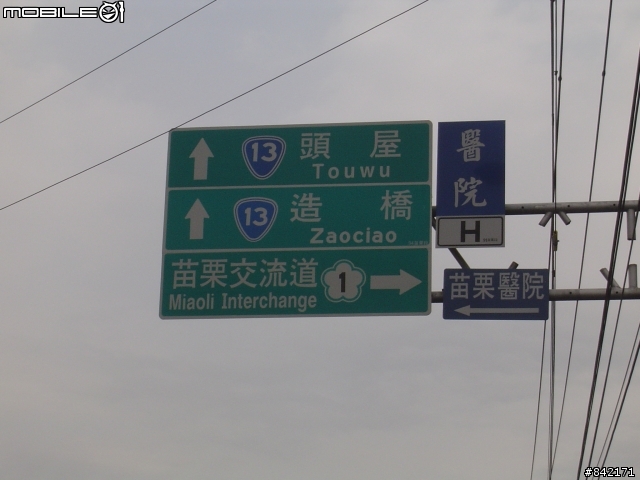 MOBILE01
13 頭屋
Touwu
13 造橋
Zaociao
苗栗交流道 1
Miaoli Interchange
醫院
H
苗栗醫院
#842171